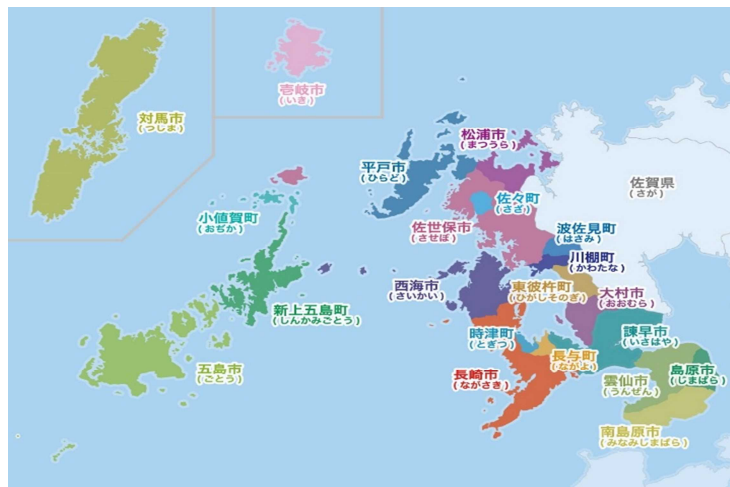 壱岐市
(いき)
対馬市
(つしま)
松浦市
(まつうら)
平戸市
(ひらど)
佐賀県
(さが)
佐々町
(さざ)
小値賀町
(おぢか)
佐世保市
(させぼ)
波佐見町
(はさみ)
川棚町
(かわたな)
西海市
(さいかい)
東彼杵町
(ひがしそのぎ)
大村市
(おおむら)
新上五島町
(しんかみごとう)
時津町
(とぎつ)
諫早市
(いさはや)
長与町
(ながよ)
五島市
(ごとう)
長崎市
(ながさき)
島原市
(しまばら)
雲仙市
(うんぜん)
南島原市
(みなみしまばら)